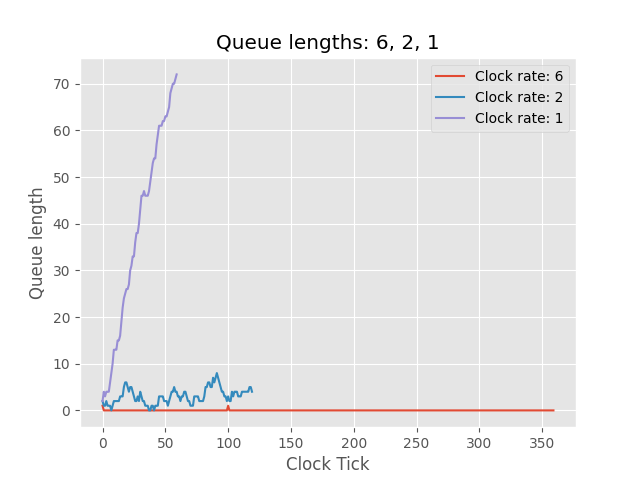 Queue lengths: 6, 2, 1
Clock rate: 6
Clock rate: 2
Clock rate: 1
Queue length
70
60
50
40
30
20
10
0
0 50 100 150 200 250 300 350
Clock Tick